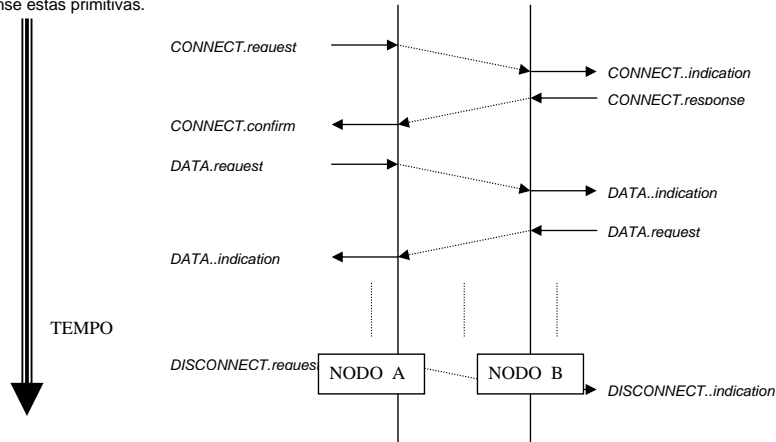 nse estas primitivas.
CONNECT.request
CONNECT..indication
CONNECT.response
CONNECT.confirm
DATA.request
DATA..indication
DATA.request
DATA..indication
TEMPO
DISCONNECT.request
NODO A
NODO B
DISCONNECT..indication